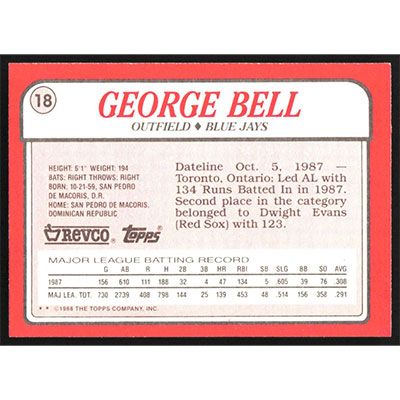 18
GEORGE BELL
OUTFIELD ♦ BLUE JAYS
HEIGHT: 6'1" WEIGHT: 194
BATS: RIGHT THROWS: RIGHT
BORN: 10-21-59, SAN PEDRO
DE MACORIS, D.R.
HOME: SAN PEDRO DE MACORIS,
DOMINICAN REPUBLIC
REVCO Topps
Dateline Oct. 5, 1987 —
Toronto, Ontario: Led AL with
134 Runs Batted In in 1987.
Second place in the category
belonged to Dwight Evans
(Red Sox) with 123.
MAJOR LEAGUE BATTING RECORD
G AB R H 2B 3B HR RBI SB SLG BB SO AVG
1987 156 610 111 188 32 4 47 134 5 .605 39 76 .308
MAJ LEA. TOT. 730 2739 408 798 143 29 139 453 48 .514 156 358 .291
* * ©1988 THE TOPPS COMPANY, INC.